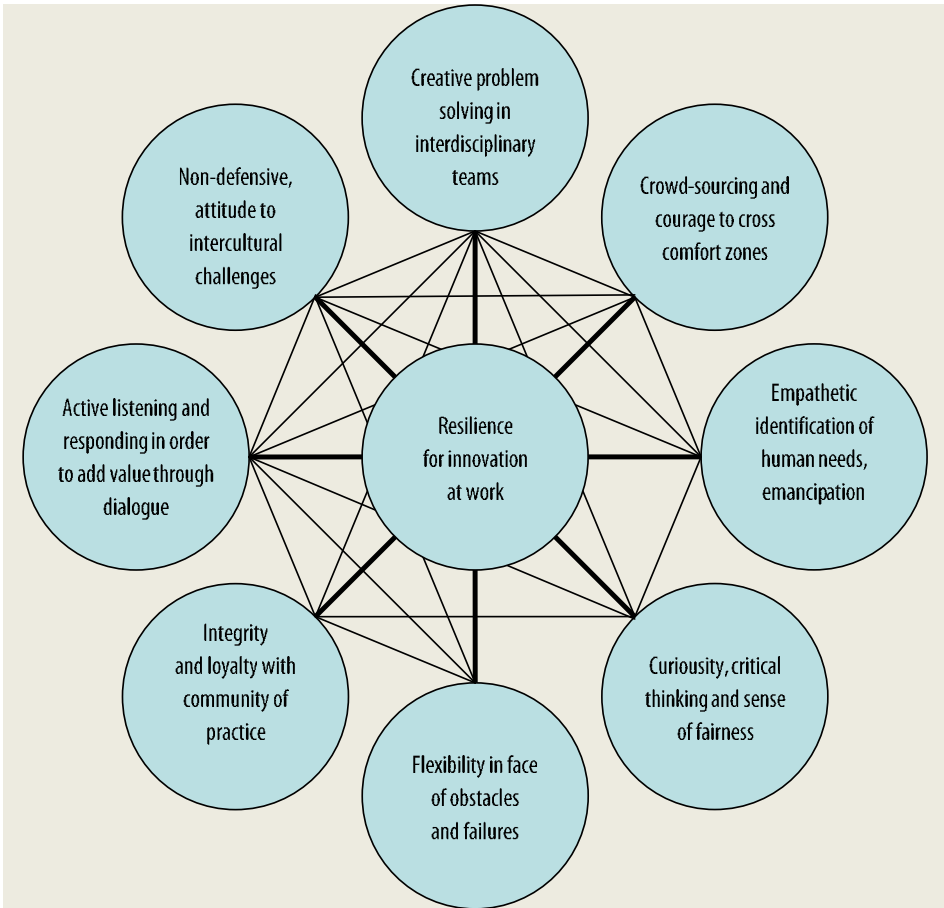 Creative problem
solving in
interdisciplinary
teams
Crowd-sourcing and
courage to cross
comfort zones
Empathetic
identification of
human needs,
emancipation
Curiousity, critical
thinking and sense
of fairness
Flexibility in face
of obstacles
and failures
Integrity
and loyalty with
community of
practice
Active listening and
responding in order
to add value through
dialogue
Non-defensive,
attitude to
intercultural
challenges
Resilience
for innovation
at work